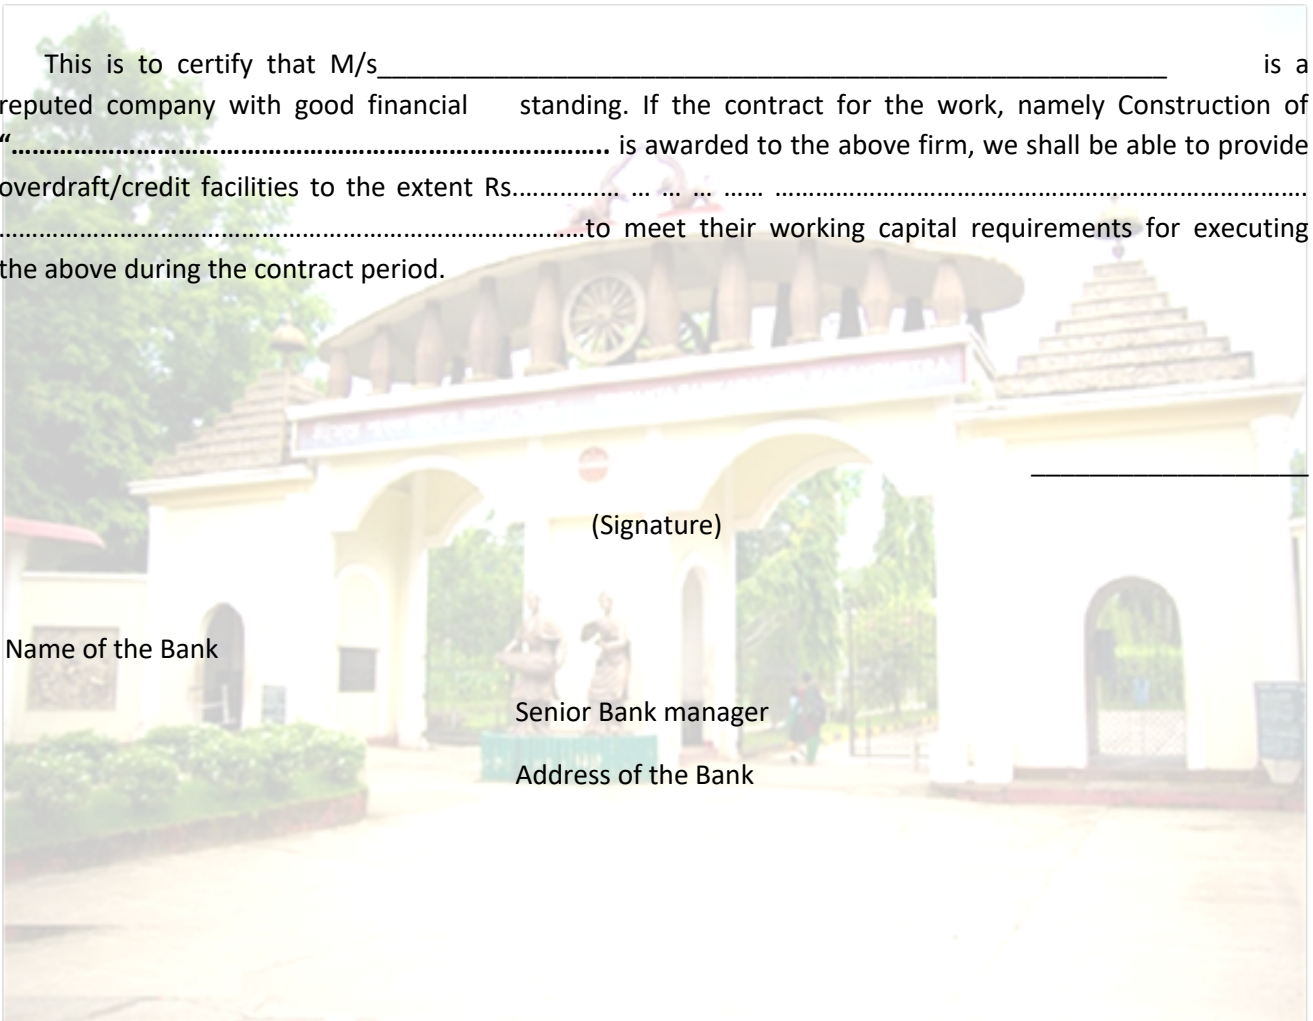 This is to certify that M/s______________________________________________________ is a
reputed company with good financial standing. If the contract for the work, namely Construction of
“…………………………………………………………………….. is awarded to the above firm, we shall be able to provide
overdraft/credit facilities to the extent Rs................ ... ... ... ...... ....................................................................................
..........................................................................................to meet their working capital requirements for executing
the above during the contract period.
___________________
(Signature)
Name of the Bank
Senior Bank manager
Address of the Bank